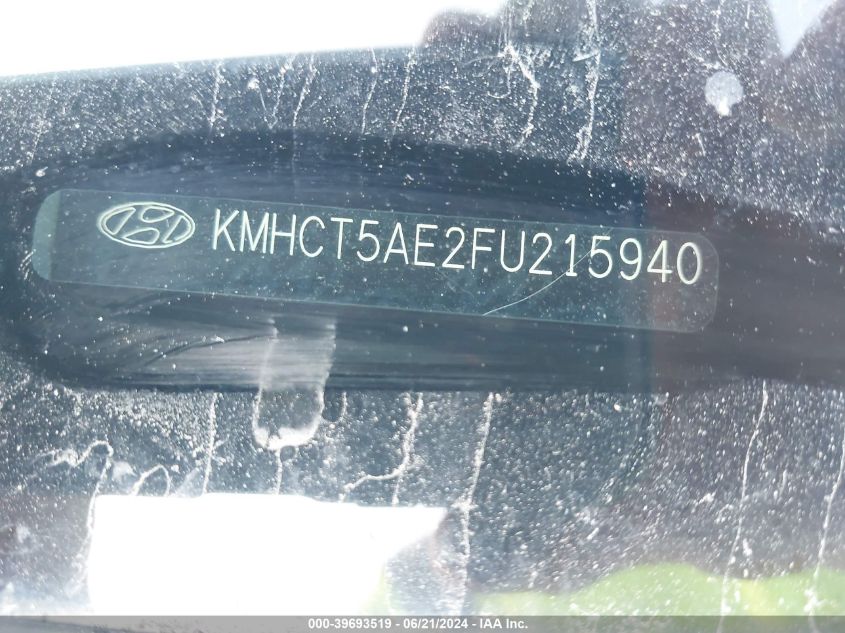 KMHCT5AE2FU215940
000-39693519 - 06/21/2024 - IAA Inc.